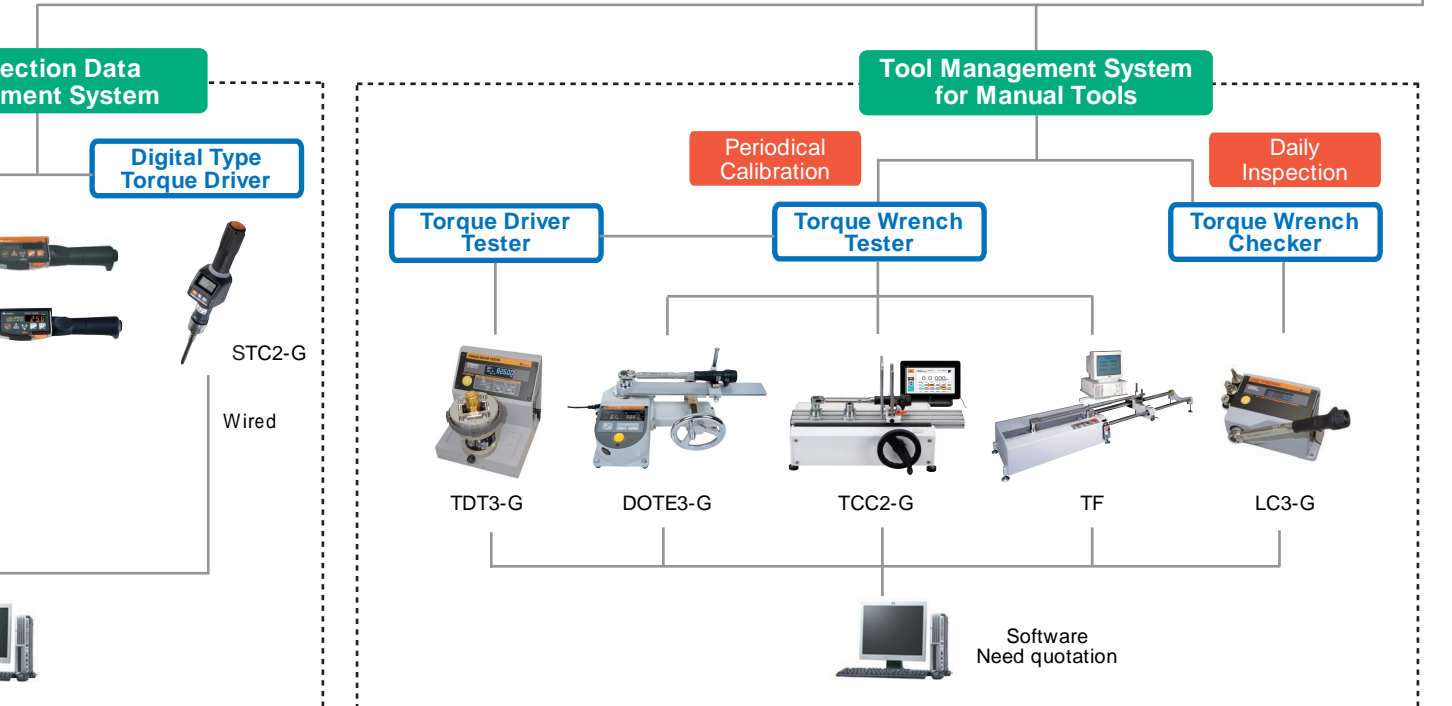 ection Data
ment System
Digital Type
Torque Driver
STC2-G
Wired
Tool Management System
for Manual Tools
Periodical
Calibration
Daily
Inspection
Torque Driver
Tester
Torque Wrench
Tester
Torque Wrench
Checker
TDT3-G
DOTE3-G
TCC2-G
TF
LC3-G
Software
Need quotation